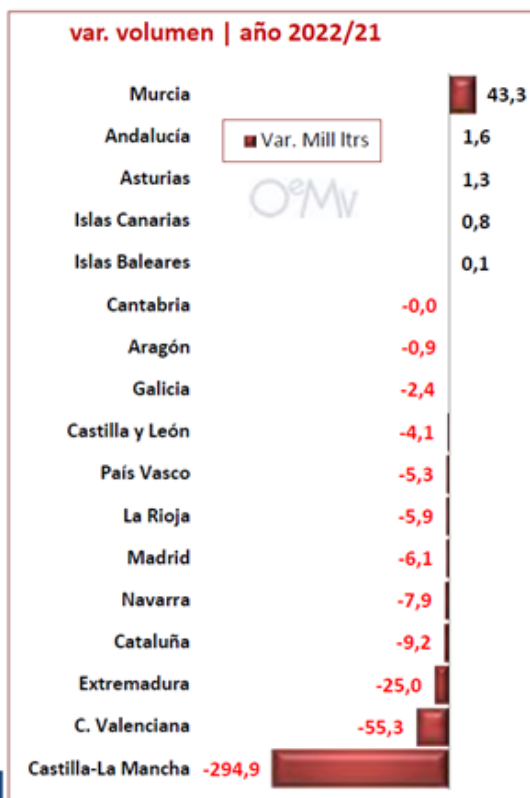 var. volumen | año 2022/21
Murcia 43,3
Andalucía 1,6
Var. Mill ltrs
Asturias 1,3
OeMv
Islas Canarias 0,8
Islas Baleares 0,1
Cantabria -0,0
Aragón -0,9
Galicia -2,4
Castilla y León -4,1
País Vasco -5,3
La Rioja -5,9
Madrid -6,1
Navarra -7,9
Cataluña -9,2
Extremadura -25,0
C. Valenciana -55,3
Castilla-La Mancha -294,9